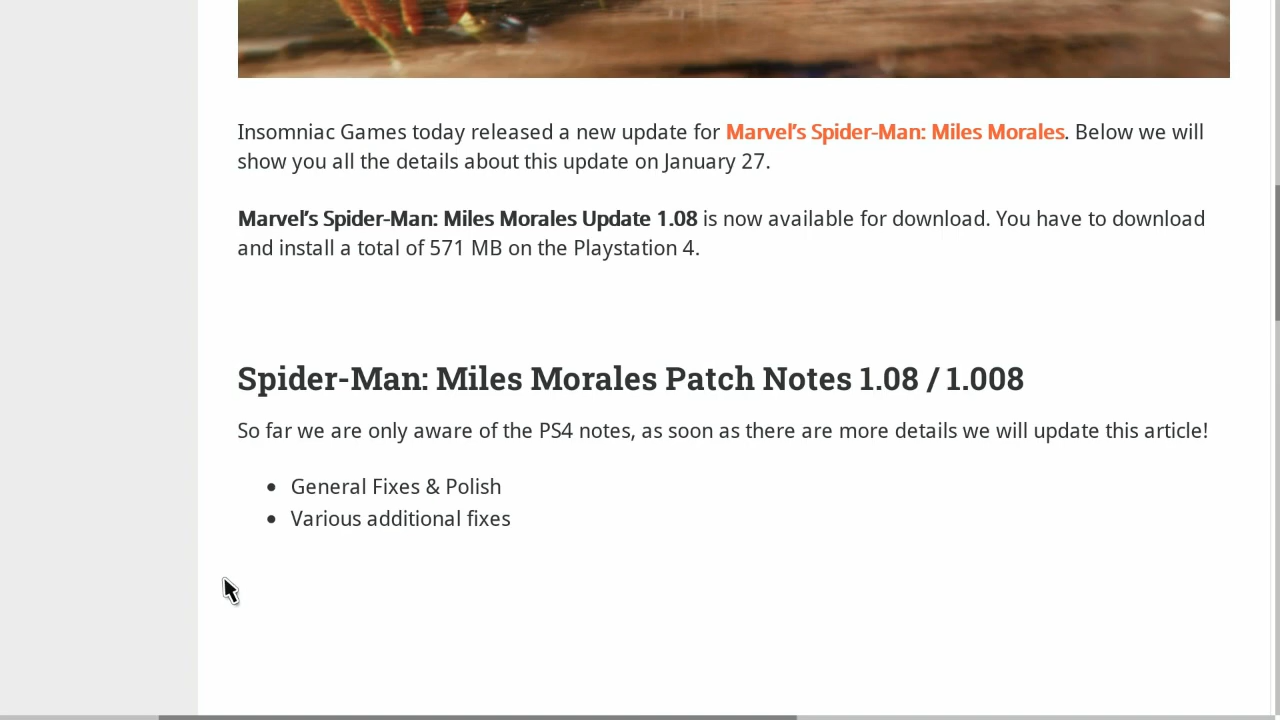 Insomniac Games today released a new update for Marvel’s Spider-Man: Miles Morales. Below we will
show you all the details about this update on January 27.
Marvel’s Spider-Man: Miles Morales Update 1.08 is now available for download. You have to download
and install a total of 571 MB on the Playstation 4.
Spider-Man: Miles Morales Patch Notes 1.08 / 1.008
So far we are only aware of the PS4 notes, as soon as there are more details we will update this article!
• General Fixes & Polish
• Various additional fixes